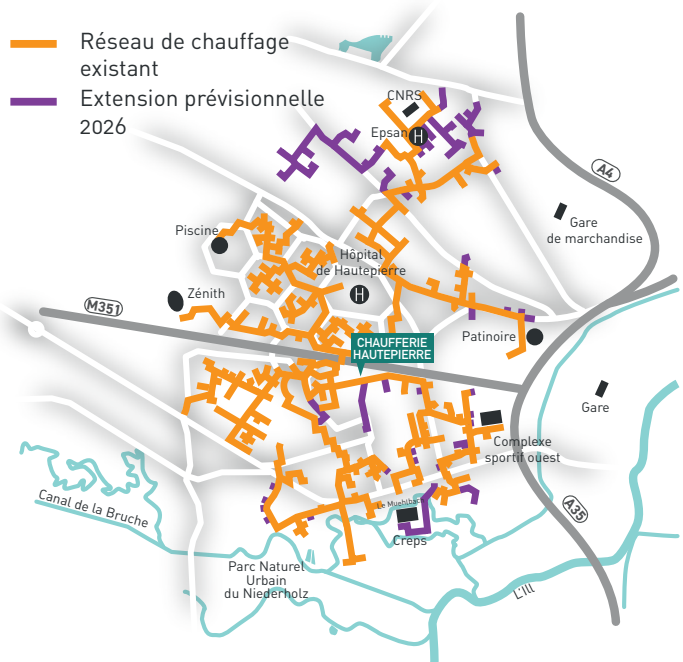 Réseau de chauffage
existant
Extension prévisionnelle
2026
CNRS
Epsan
H
A4
Gare
de marchandise
Piscine
Hôpital
de Hautepierre
H
Zénith
M351
Patinoire
CHAUFFERIE
HAUTEPIERRE
Gare
Complexe
sportif ouest
Canal de la Bruche
Le Muehlbach
A35
Creps
Parc Naturel
Urbain
du Niederholz
L'Ill